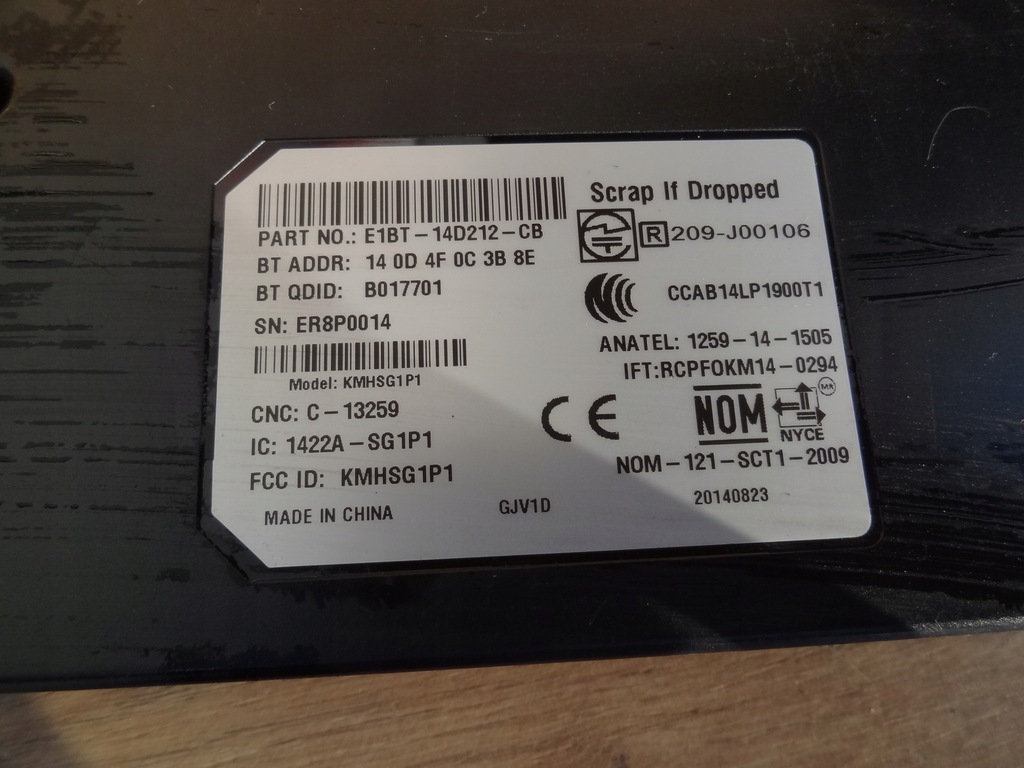 Scrap If Dropped
PART NO.: E1BT-14D212-CB
R 209-J00106
BT ADDR: 14 0D 4F 0C 3B 8E
BT QDID: B017701
CCAB14LP1900T1
SN: ER8P0014
ANATEL: 1259-14-1505
IFT:RCPFOKM14-0294
Model: KMHSG1P1
CNC: C-13259
CE
NOM
NYCE
MR
IC: 1422A-SG1P1
NOM-121-SCT1-2009
FCC ID: KMHSG1P1
20140823
MADE IN CHINA
GJV1D